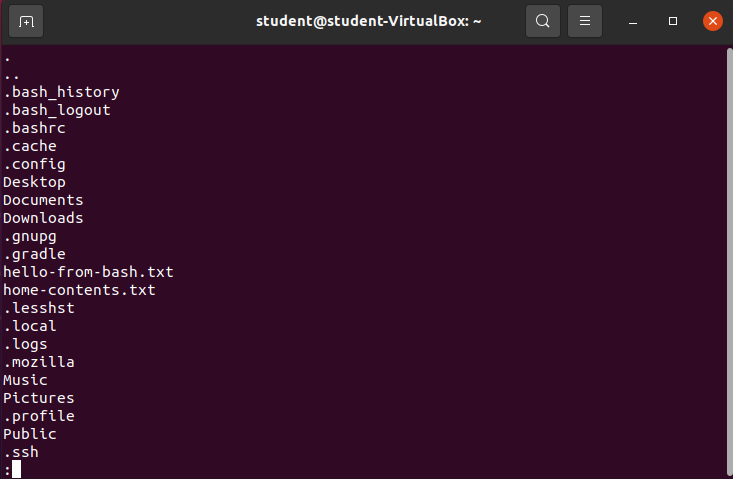 student@student-VirtualBox: ~
.
..
.bash_history
.bash_logout
.bashrc
.cache
.config
Desktop
Documents
Downloads
.gnupg
.gradle
hello-from-bash.txt
home-contents.txt
.lesshst
.local
.logs
.mozilla
Music
Pictures
.profile
Public
.ssh
: